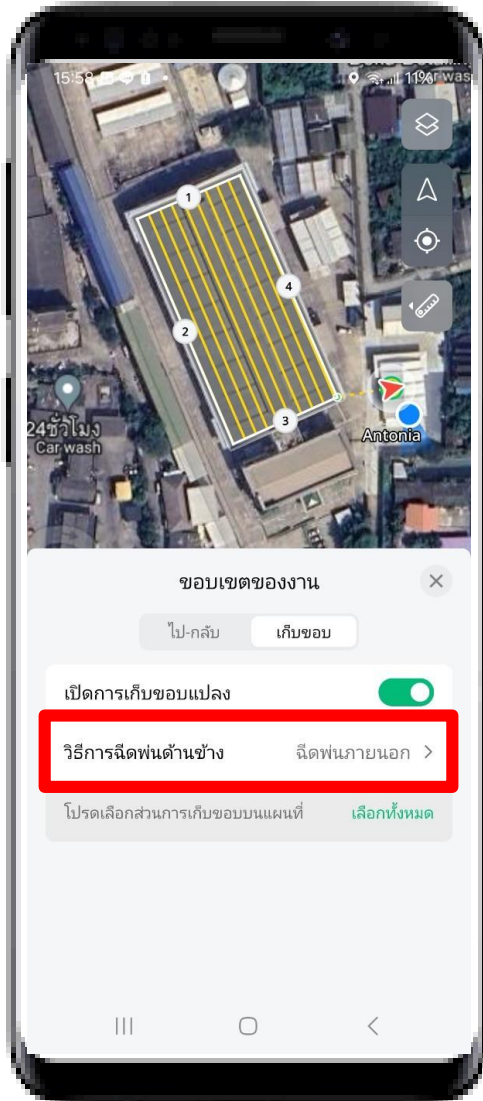 15:58
11%
1
4
2
3
24ชั่วโมง
Car wash
Antonia
ขอบเขตของงาน
ไป-กลับ เก็บขอบ
เปิดการเก็บขอบแปลง
วิธีการฉีดพ่นด้านข้าง ฉีดพ่นภายนอก
โปรดเลือกส่วนการเก็บขอบบนแผนที่ เลือกทั้งหมด